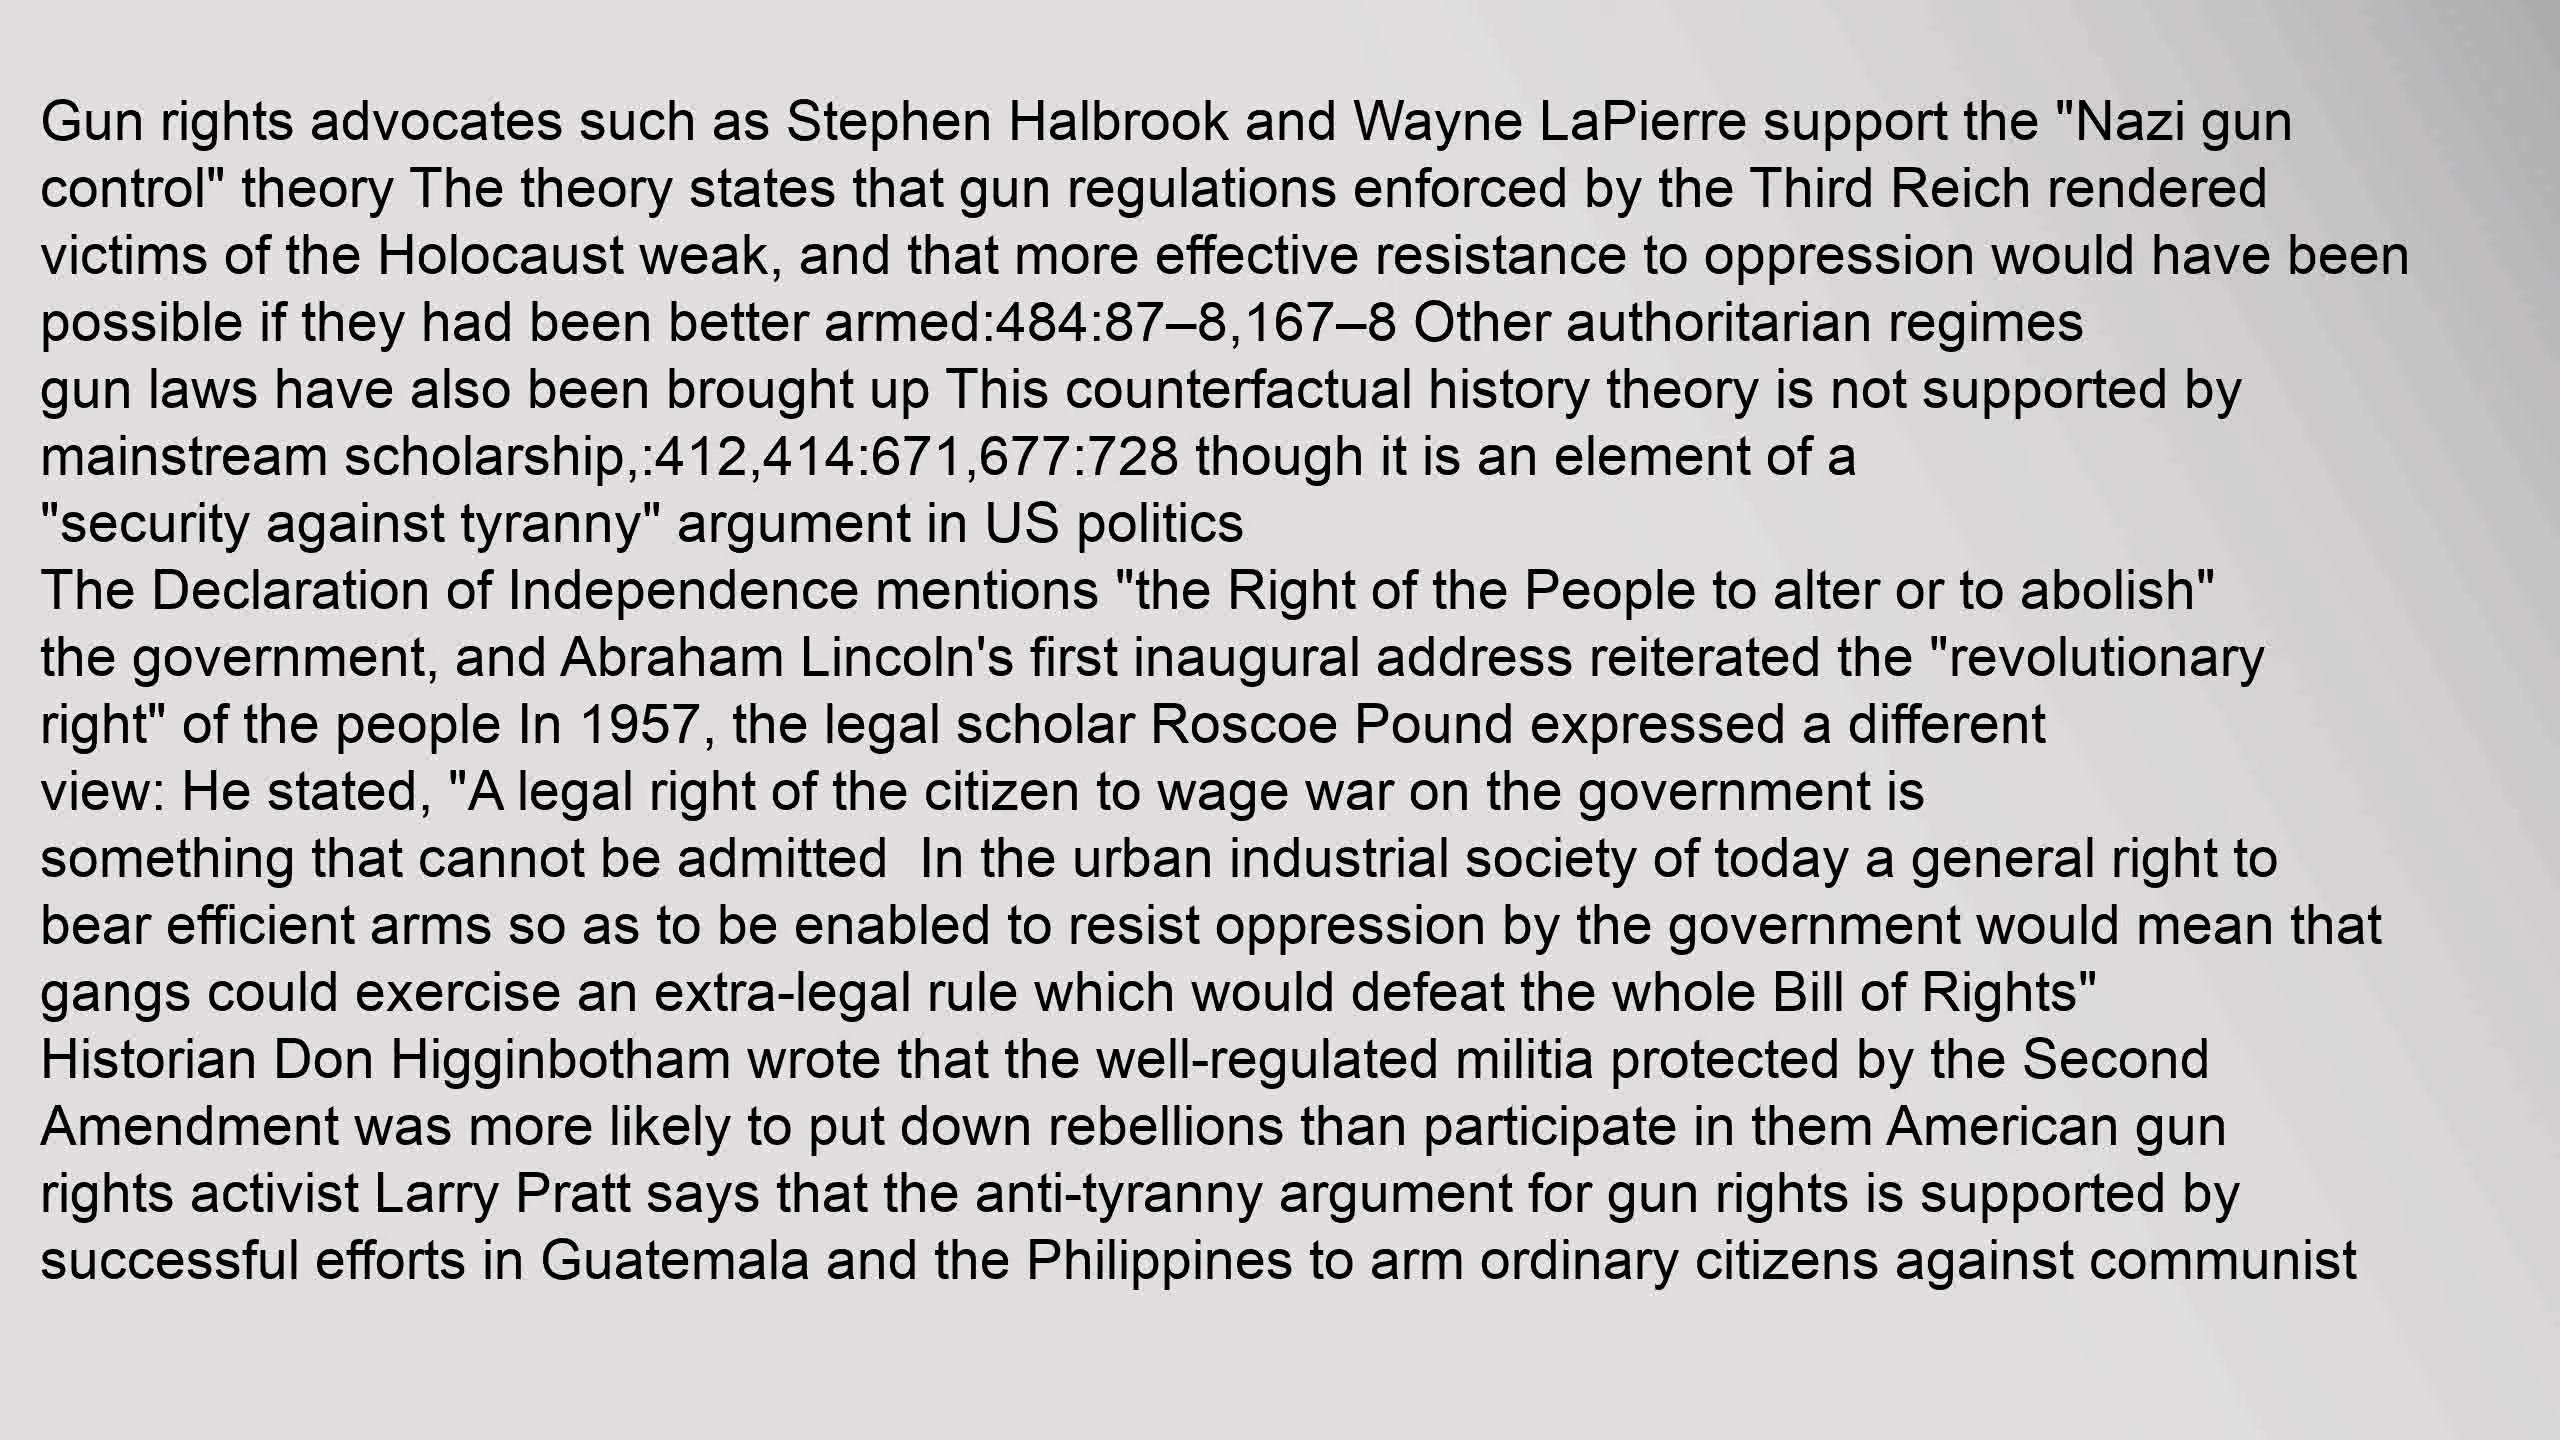 Gun rights advocates such as Stephen Halbrook and Wayne LaPierre support the "Nazi gun
control" theory The theory states that gun regulations enforced by the Third Reich rendered
victims of the Holocaust weak, and that more effective resistance to oppression would have been
possible if they had been better armed:484:87–8,167–8 Other authoritarian regimes
gun laws have also been brought up This counterfactual history theory is not supported by
mainstream scholarship,:412,414:671,677:728 though it is an element of a
"security against tyranny" argument in US politics
The Declaration of Independence mentions "the Right of the People to alter or to abolish"
the government, and Abraham Lincoln's first inaugural address reiterated the "revolutionary
right" of the people In 1957, the legal scholar Roscoe Pound expressed a different
view: He stated, "A legal right of the citizen to wage war on the government is
something that cannot be admitted  In the urban industrial society of today a general right to
bear efficient arms so as to be enabled to resist oppression by the government would mean that
gangs could exercise an extra-legal rule which would defeat the whole Bill of Rights"
Historian Don Higginbotham wrote that the well-regulated militia protected by the Second
Amendment was more likely to put down rebellions than participate in them American gun
rights activist Larry Pratt says that the anti-tyranny argument for gun rights is supported by
successful efforts in Guatemala and the Philippines to arm ordinary citizens against communist